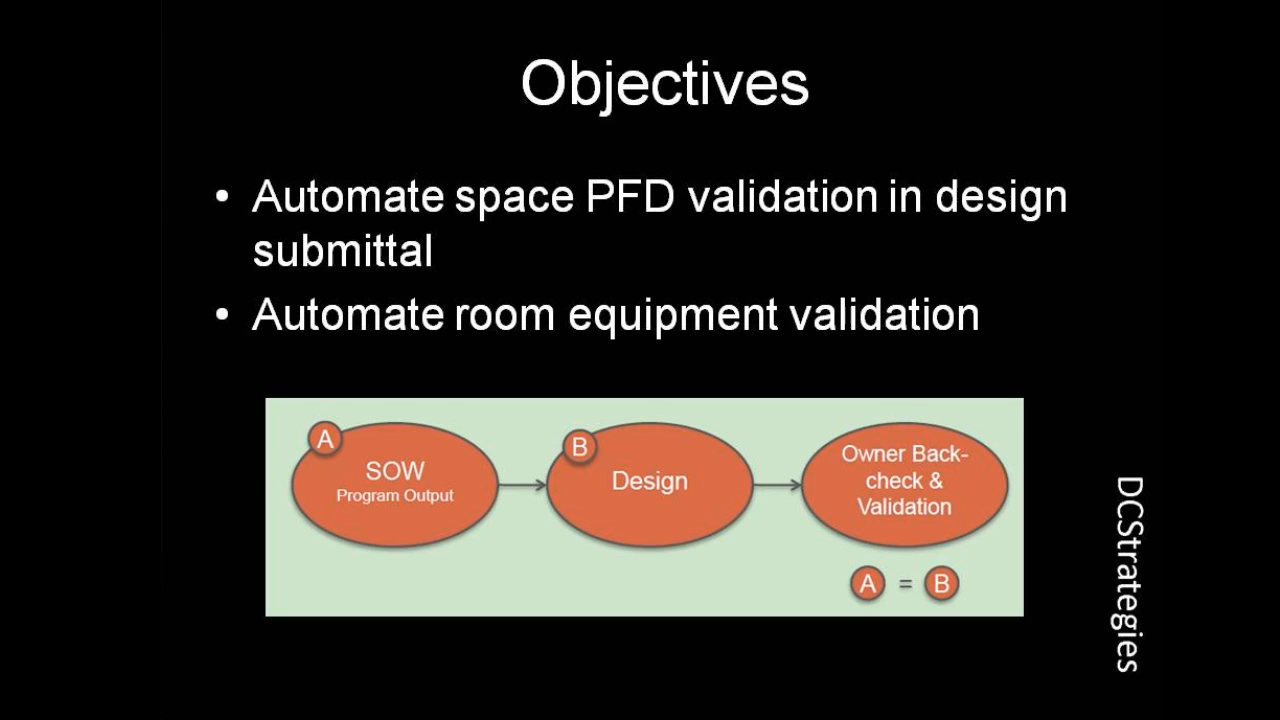 Objectives
• Automate space PFD validation in design
submittal
• Automate room equipment validation
A
SOW
Program Output
B
Design
Owner Back-
check &
Validation
A = B
DCStrategies